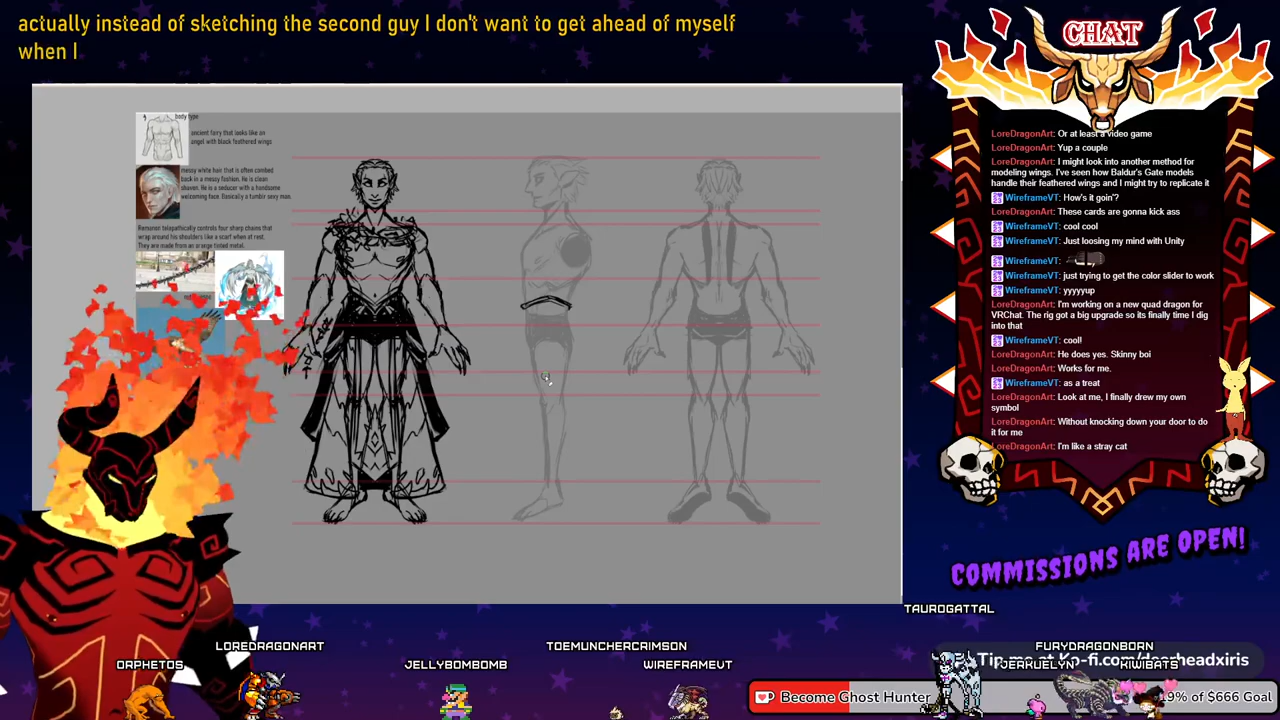 actually instead of sketching the second guy I don't want to get ahead of myself
when I
CHAT
LoreDragonArt: Or at least a video game
LoreDragonArt: Yup a couple
LoreDragonArt: I might look into another method for
modeling wings. I've seen how Baldur's Gate models
handle their feathered wings and I might try to replicate it
WireframeVT: How's it goin'?
LoreDragonArt: These cards are gonna kick ass
WireframeVT: cool cool
WireframeVT: Just loosing my mind with Unity
WireframeVT:
WireframeVT: just trying to get the color slider to work
WireframeVT: yyyyyup
LoreDragonArt: I'm working on a new quad dragon for
VRChat. The rig got a big upgrade so its finally time I dig
into that
WireframeVT: cool!
LoreDragonArt: He does yes. Skinny boi
LoreDragonArt: Works for me.
WireframeVT: as a treat
LoreDragonArt: Look at me, I finally drew my own
symbol
LoreDragonArt: Without knocking down your door to do
it for me
LoreDragonArt: I'm like a stray cat
body type
ancient furry that looks like an
angel with black feathered wings
messy white hair that is often combed
back in a messy fashion. He is clean
shaven. He is a seducer with a handsome
welcoming face. Basically a tumblr sexy man.
Remuron telepathically controls four sharp chains that
wrap around his shoulders like a scarf when at rest.
They are made from an orange tinted metal.
COMMISSIONS ARE OPEN!
TAUROGATTAL
LOREDRAGONART
TOEMUNCHERCRIMSON
FURYDRAGONBORN
ORPHETOS
JELLYBOMBOMB
WIREFRAMEVT
JERKUELYN
KIWIBATS
Become Ghost Hunter
9% of $666 Goal